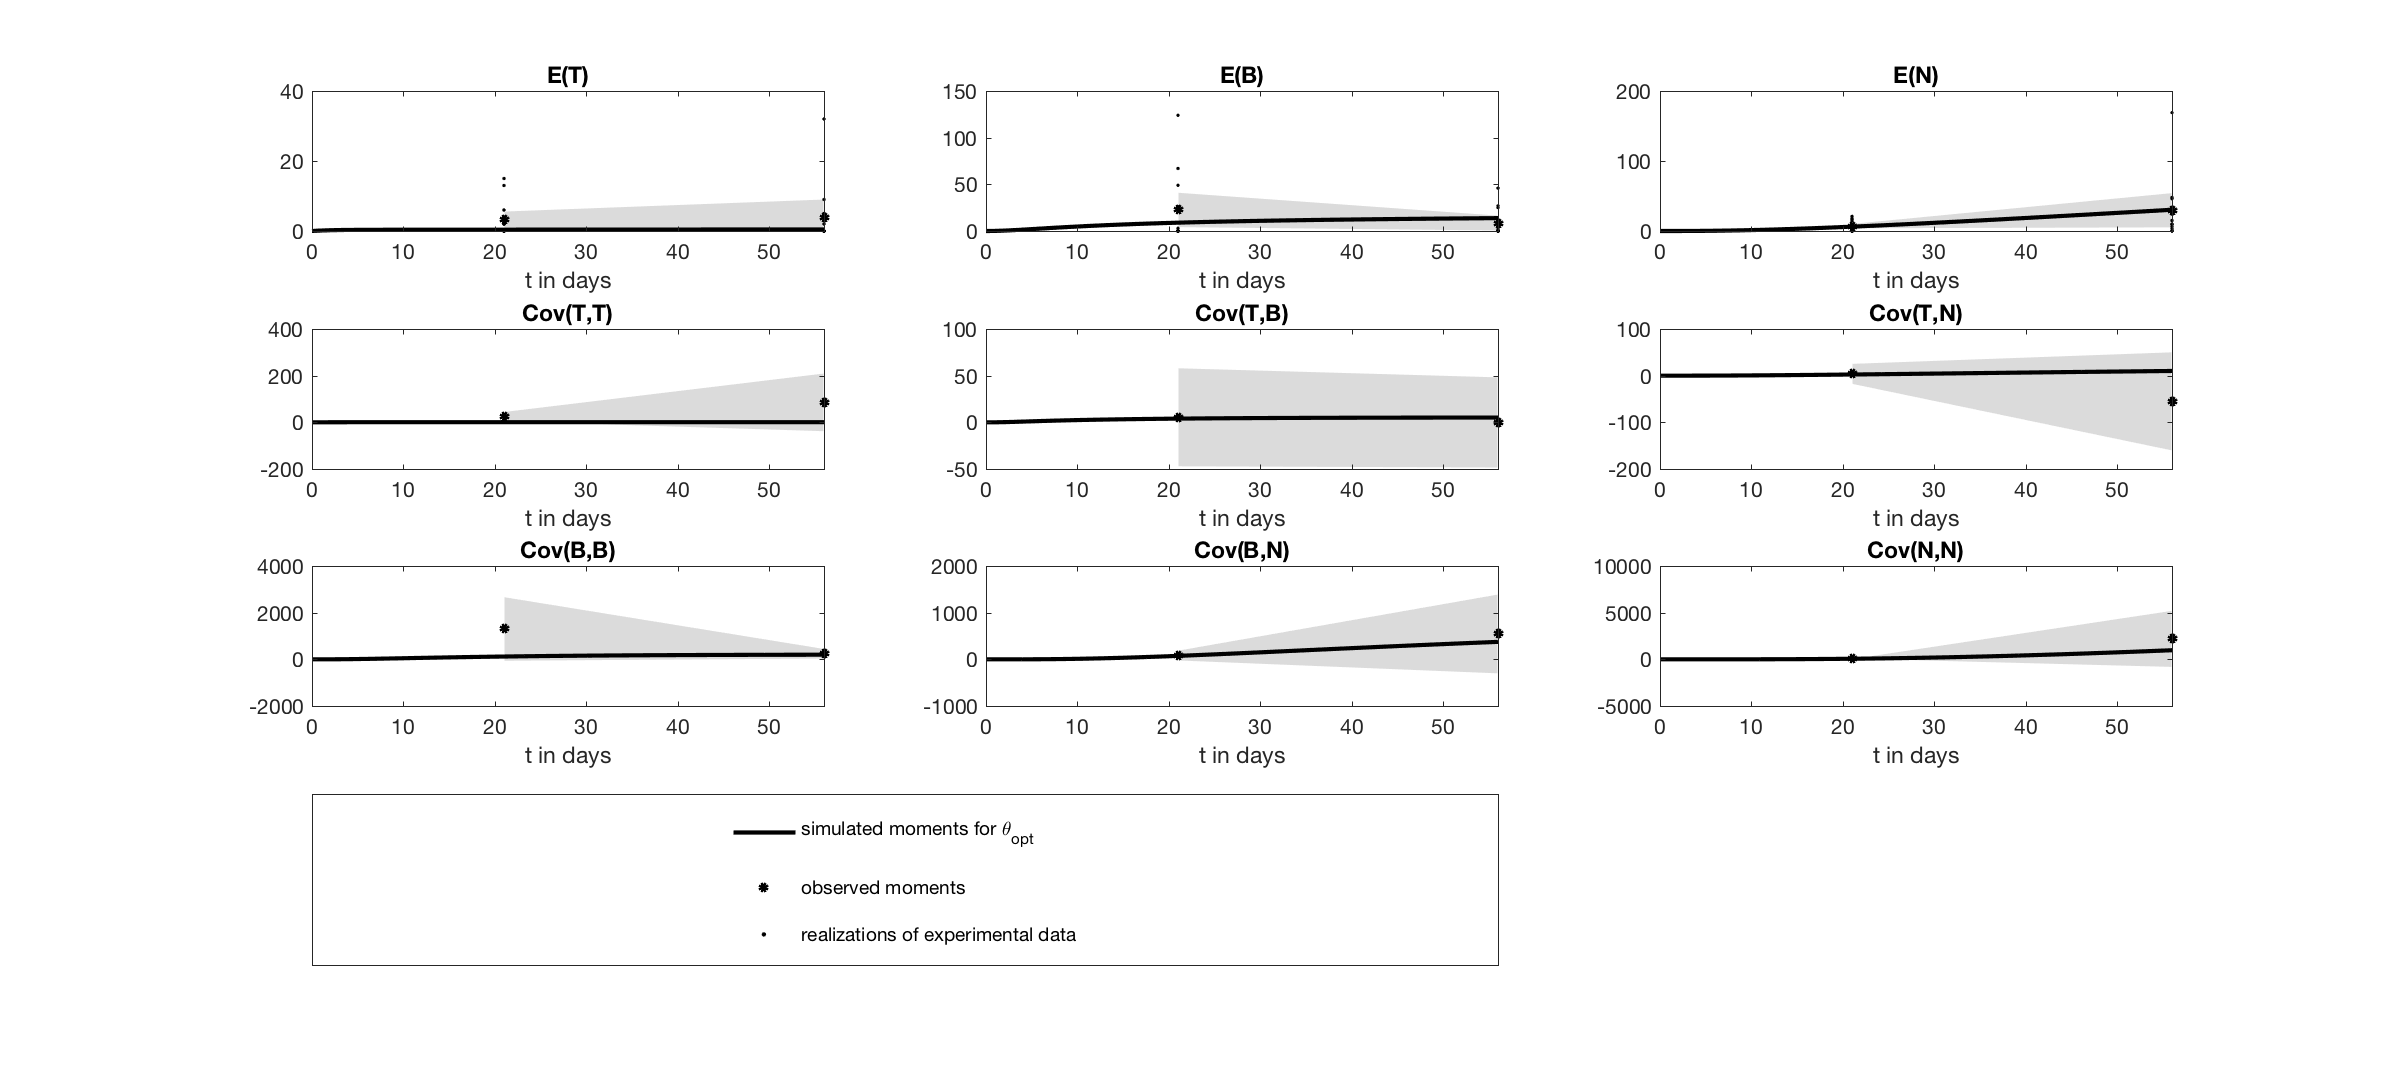 E(T) E(B) E(N)
40 150 200
100
20 100
50
0 0 0
0 10 20 30 40 50 0 10 20 30 40 50 0 10 20 30 40 50
t in days t in days t in days
Cov(T,T) Cov(T,B) Cov(T,N)
400 100 100
200 50 0
0 0 -100
-200 -50 -200
0 10 20 30 40 50 0 10 20 30 40 50 0 10 20 30 40 50
t in days t in days t in days
Cov(B,B) Cov(B,N) Cov(N,N)
4000 2000 10000
2000 1000 5000
0 0 0
-2000 -1000 -5000
0 10 20 30 40 50 0 10 20 30 40 50 0 10 20 30 40 50
t in days t in days t in days
simulated moments for θopt
observed moments
realizations of experimental data